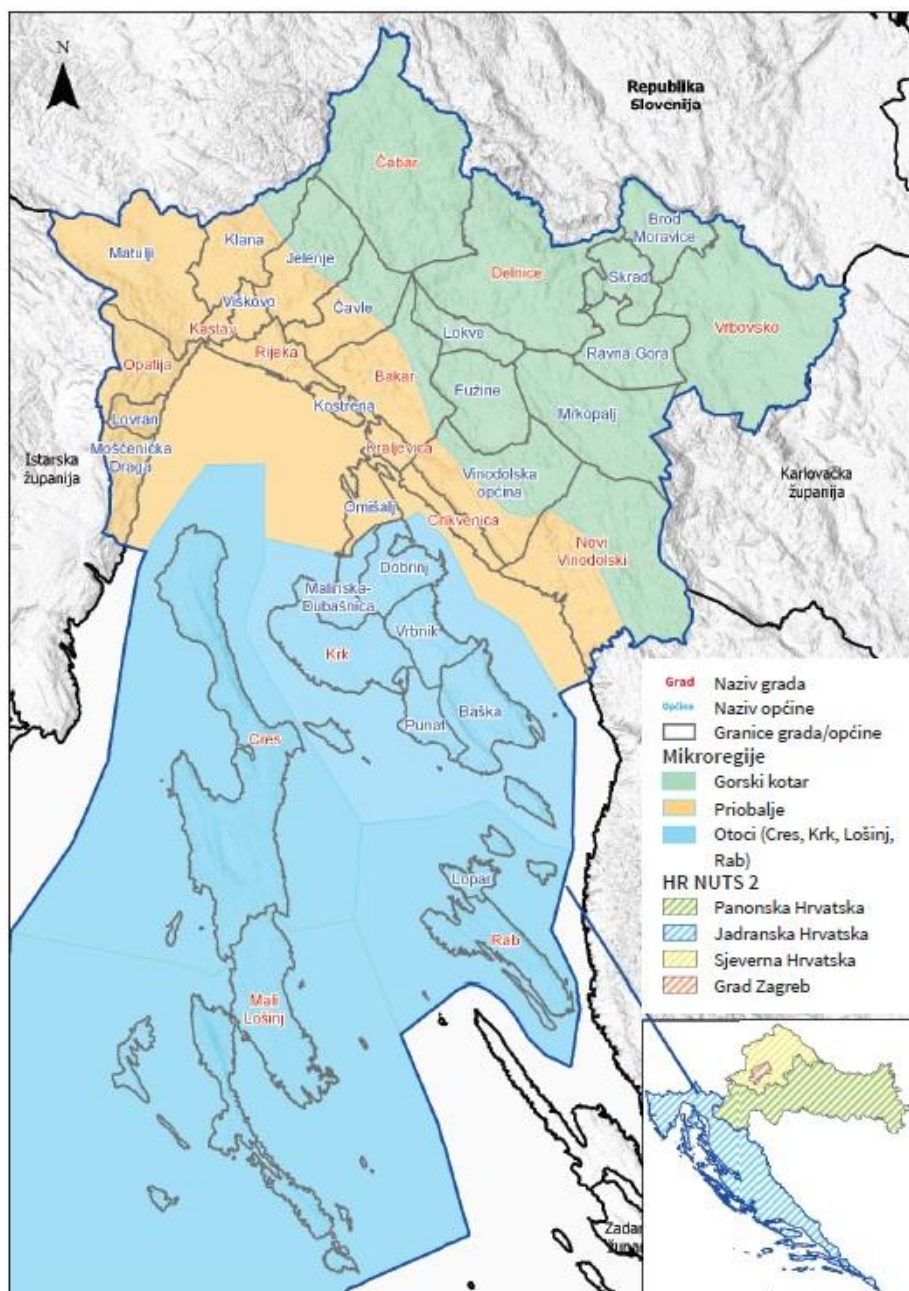 N
Republika
Slovenija
Čabar
Brod
Moravice
Klana
Matulji
Jelenje
Delnice
Skrad
Viškovo
Čavle
Vrbovsko
Kastav
Lokve
Rijeka
Ravna Gora
Opatija
Bakar
Fužine
Kostrena
Mrkopalj
Lovran
Kraljevica
Mošćenička
Draga
Istarska
županija
Vinodolska
općina
Karlovačka
županija
Omišalj
Crikvenica
Novi
Vinodolski
Dobrinj
Malinska-
Dubašnica
Vrbnik
Krk
Baška
Punat
Cres
Lopar
Rab
Mali
Lošinj
Grad Naziv grada
Općina Naziv općine
Granice grada/općine
Mikroregije
Gorski kotar
Priobalje
Otoci (Cres, Krk, Lošinj,
Rab)
HR NUTS 2
Panonska Hrvatska
Jadranska Hrvatska
Sjeverna Hrvatska
Grad Zagreb